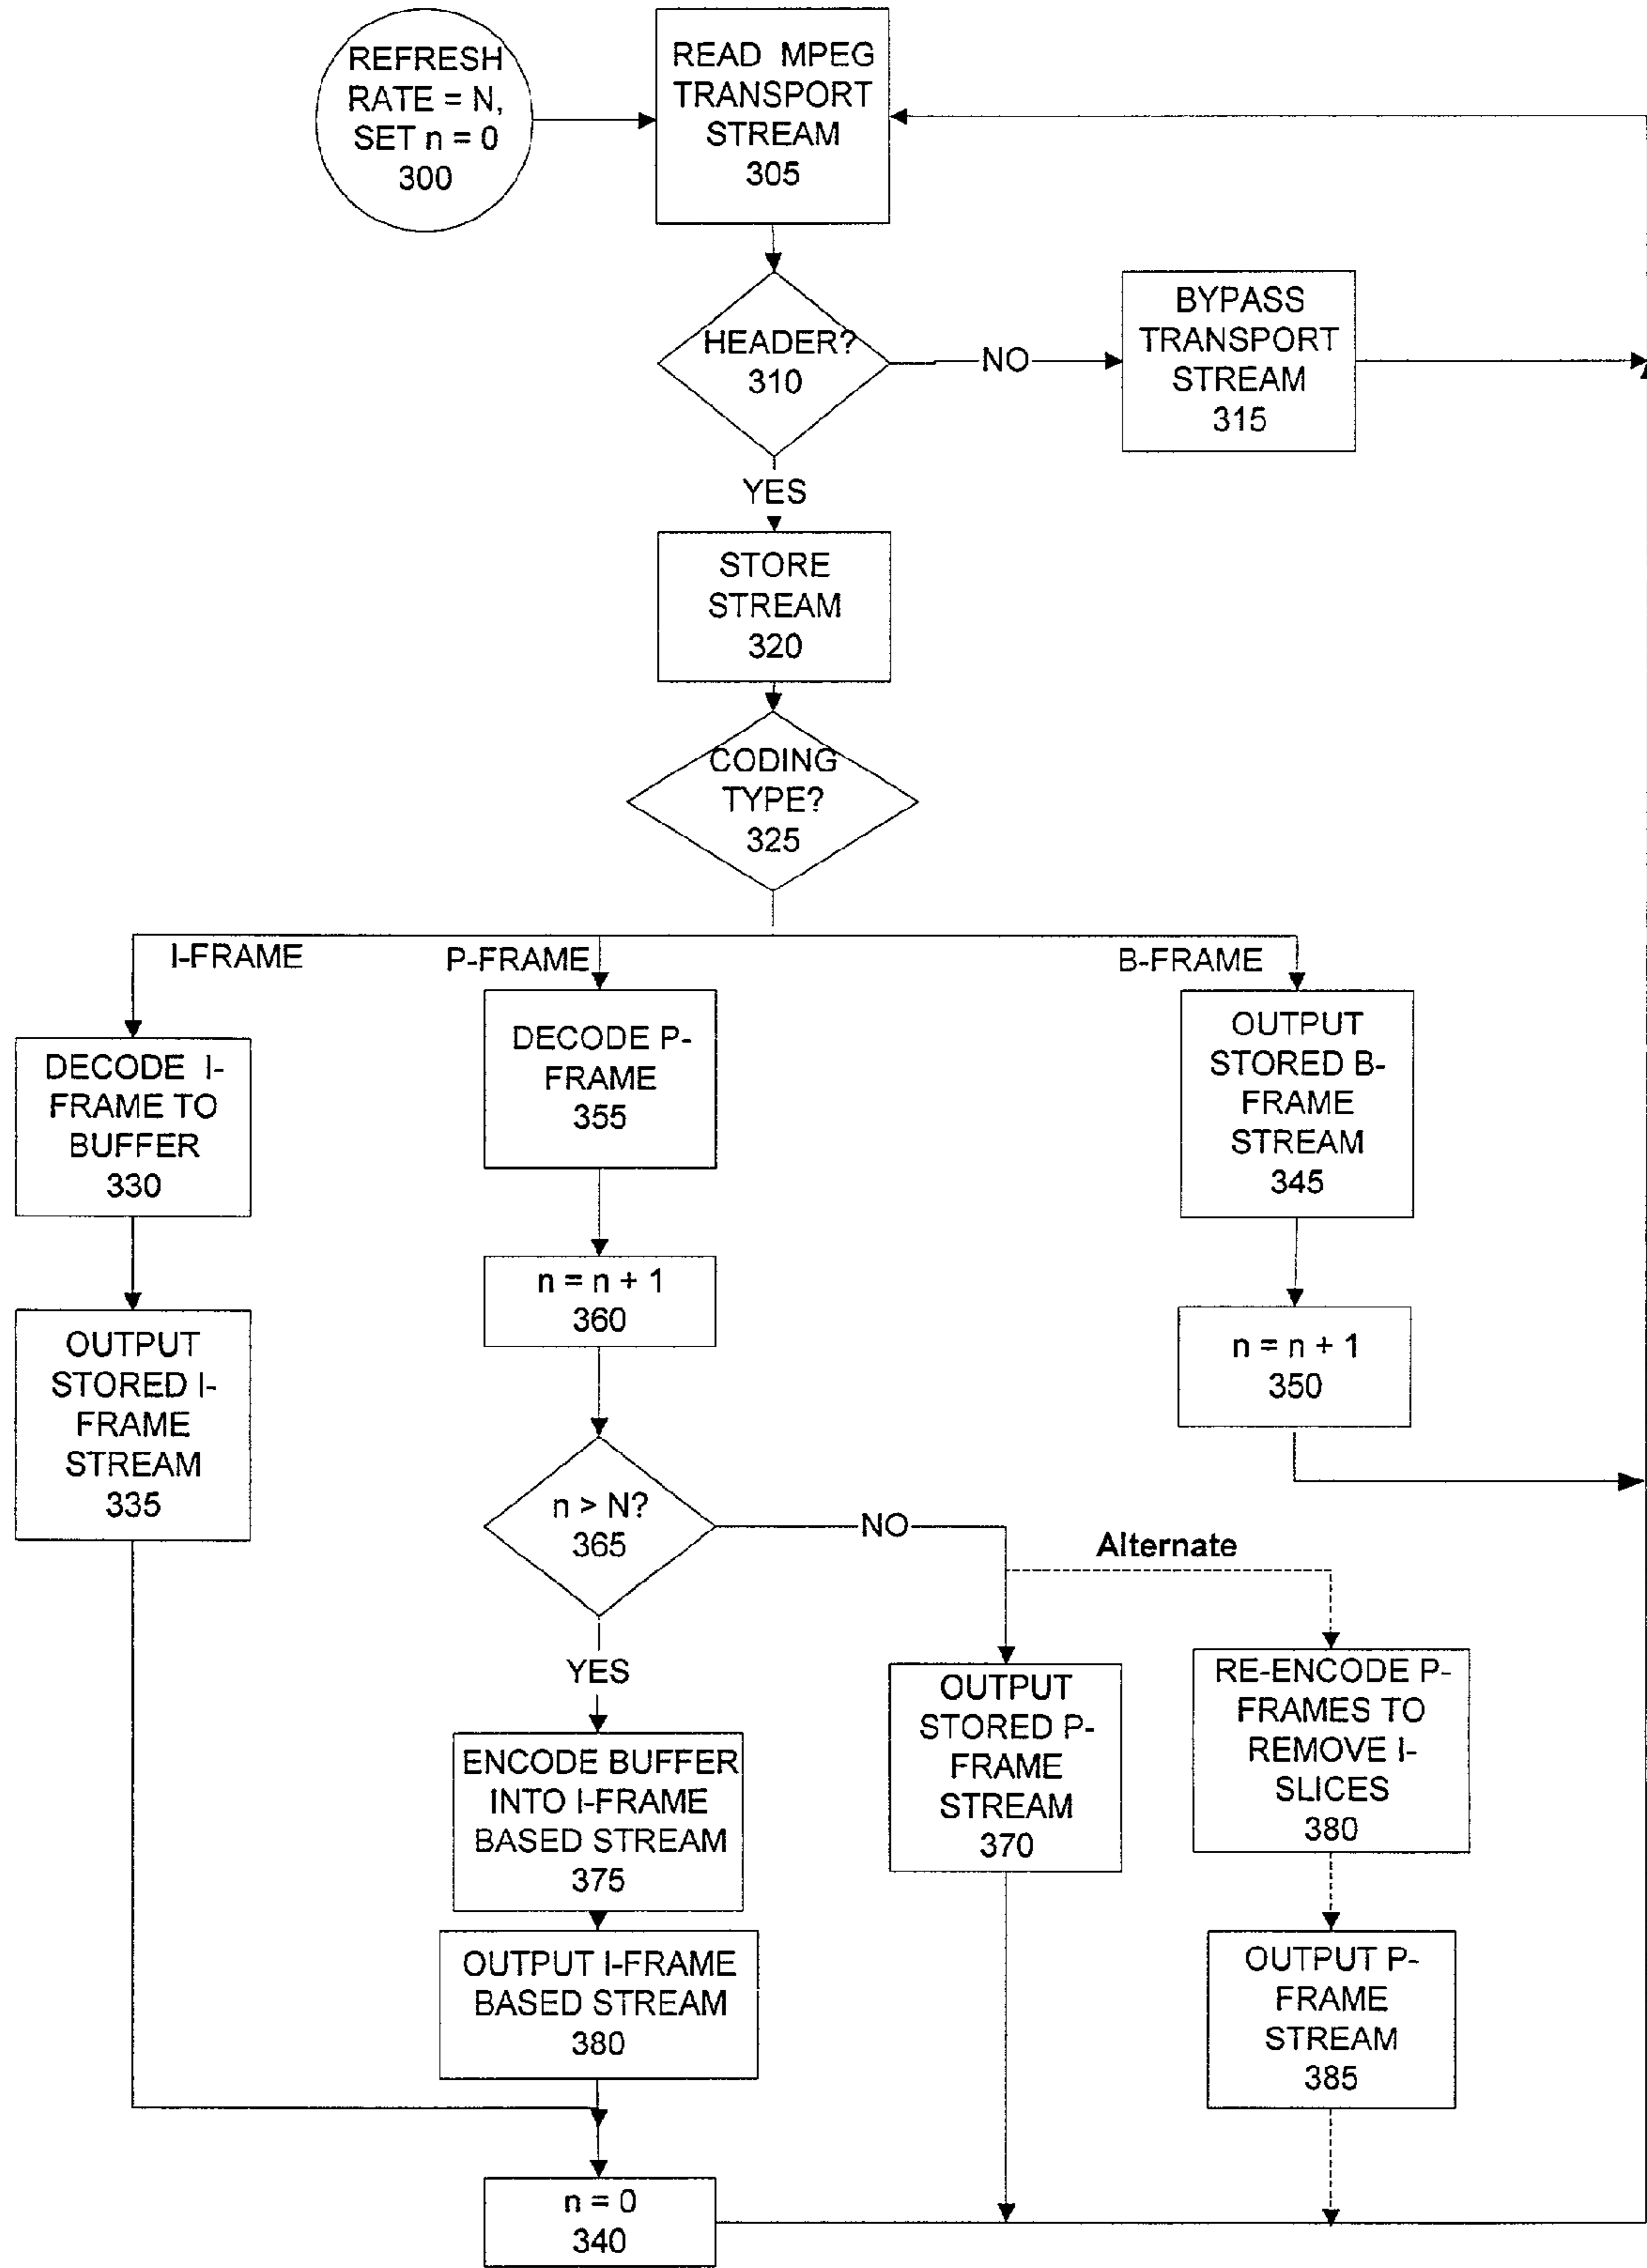 REFRESH
RATE = N,
SET n = 0
300
READ MPEG
TRANSPORT
STREAM
305
HEADER?
310
NO
BYPASS
TRANSPORT
STREAM
315
YES
STORE
STREAM
320
CODING
TYPE?
325
I-FRAME
P-FRAME
B-FRAME
DECODE I-
FRAME TO
BUFFER
330
DECODE P-
FRAME
355
OUTPUT
STORED B-
FRAME
STREAM
345
n = n + 1
360
n = n + 1
350
OUTPUT
STORED I-
FRAME
STREAM
335
n > N?
365
NO
Alternate
YES
OUTPUT
STORED P-
FRAME
STREAM
370
RE-ENCODE P-
FRAMES TO
REMOVE I-
SLICES
380
ENCODE BUFFER
INTO I-FRAME
BASED STREAM
375
OUTPUT I-FRAME
BASED STREAM
380
OUTPUT P-
FRAME
STREAM
385
n = 0
340